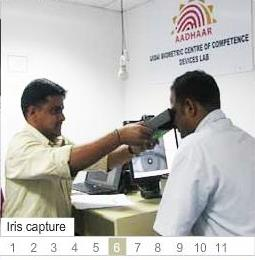 AADHAAR
UIDAI BIOMETRIC CENTRE OF COMPETENCE
DEVICES LAB
Iris capture
1 2 3 4 5 6 7 8 9 10 11